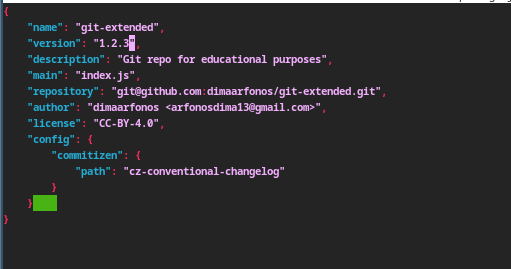 {
"name": "git-extended",
"version": "1.2.3",
"description": "Git repo for educational purposes",
"main": "index.js",
"repository": "git@github.com:dimaarfonos/git-extended.git",
"author": "dimaarfonos <arfonosdima13@gmail.com>",
"license": "CC-BY-4.0",
"config": {
"commitizen": {
"path": "cz-conventional-changelog"
}
}
}